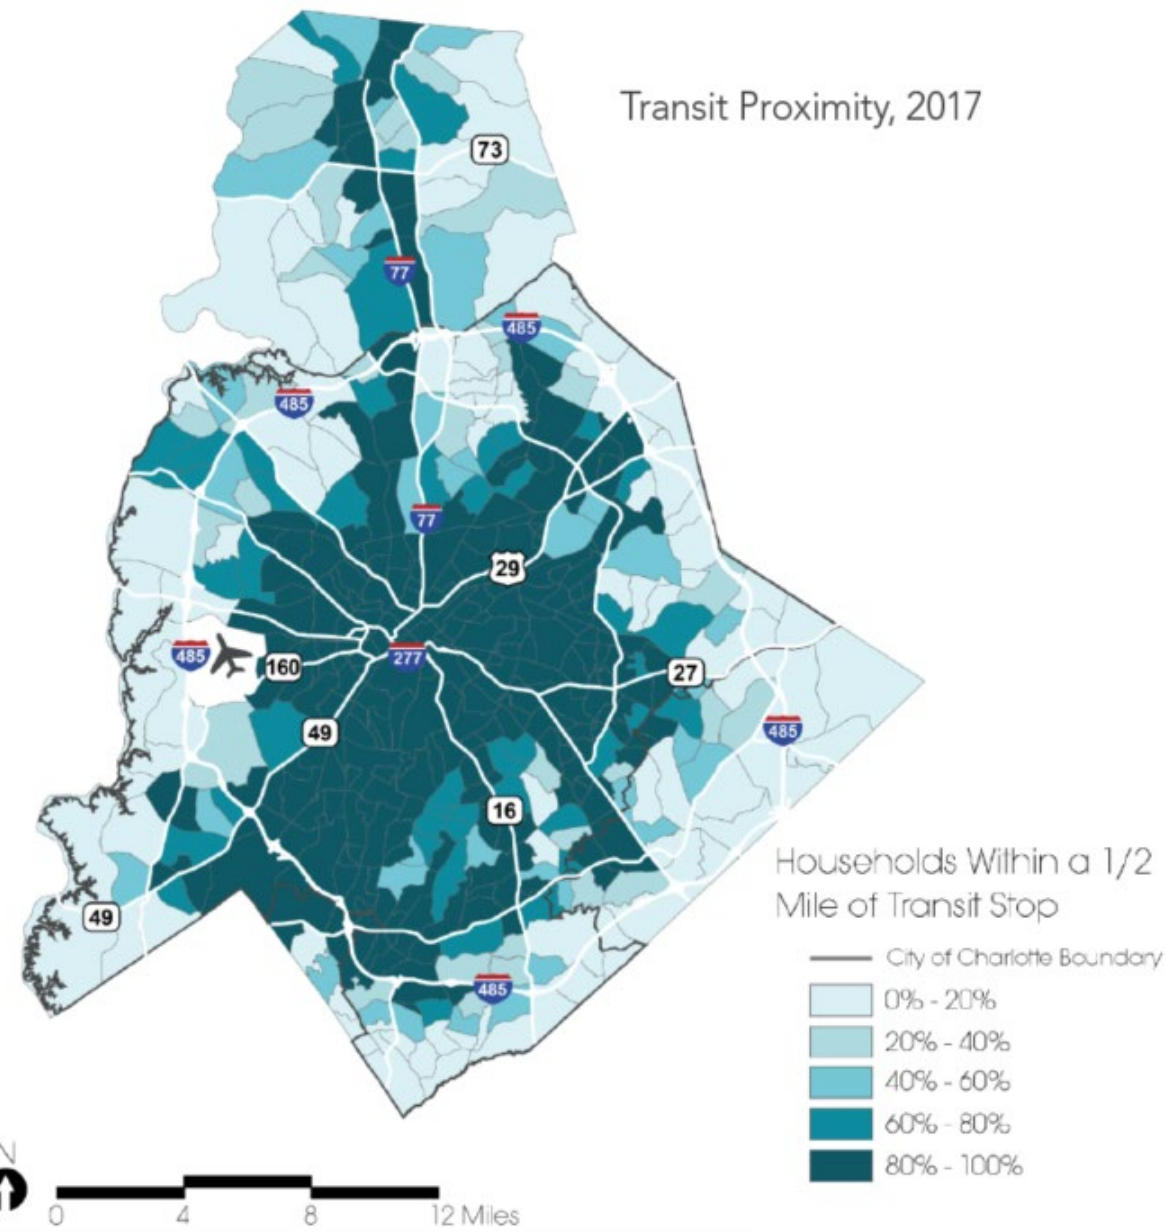 Transit Proximity, 2017
73
77
485
485
77
29
485
277
160
27
49
485
16
49
485
Households Within a 1/2
Mile of Transit Stop
City of Charlotte Boundary
0% - 20%
20% - 40%
40% - 60%
60% - 80%
80% - 100%
N
0 4 8 12 Miles